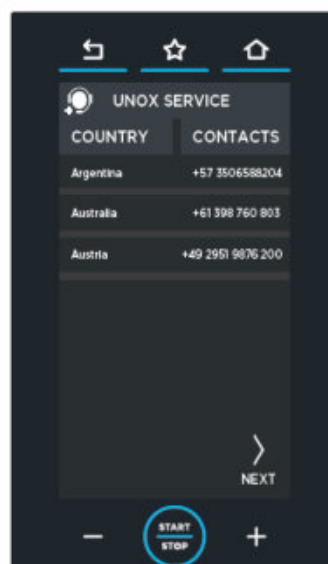 UNOX SERVICE
COUNTRY CONTACTS
Argentina +57 3506588204
Australia +61 398 760 803
Austria +49 2951 9876 200
NEXT
START
STOP